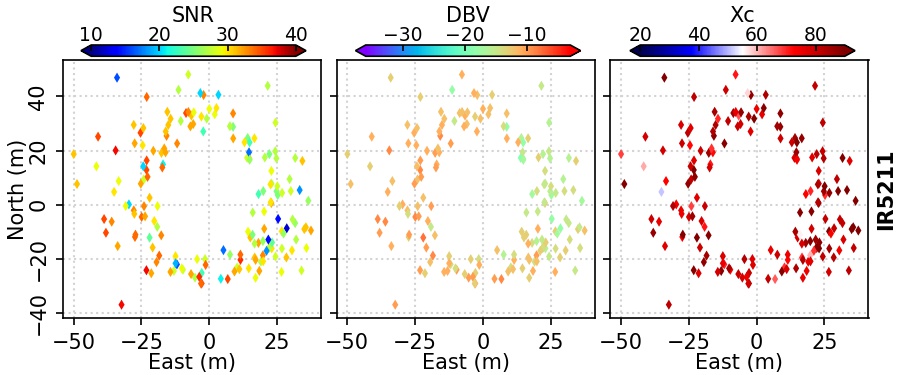 SNR DBV Xc
10 20 30 40 −30 −20 −10 20 40 60 80
40
20
0
−20
−40
North (m)
IR5211
−50 −25 0 25 −50 −25 0 25 −50 −25 0 25
East (m) East (m) East (m)